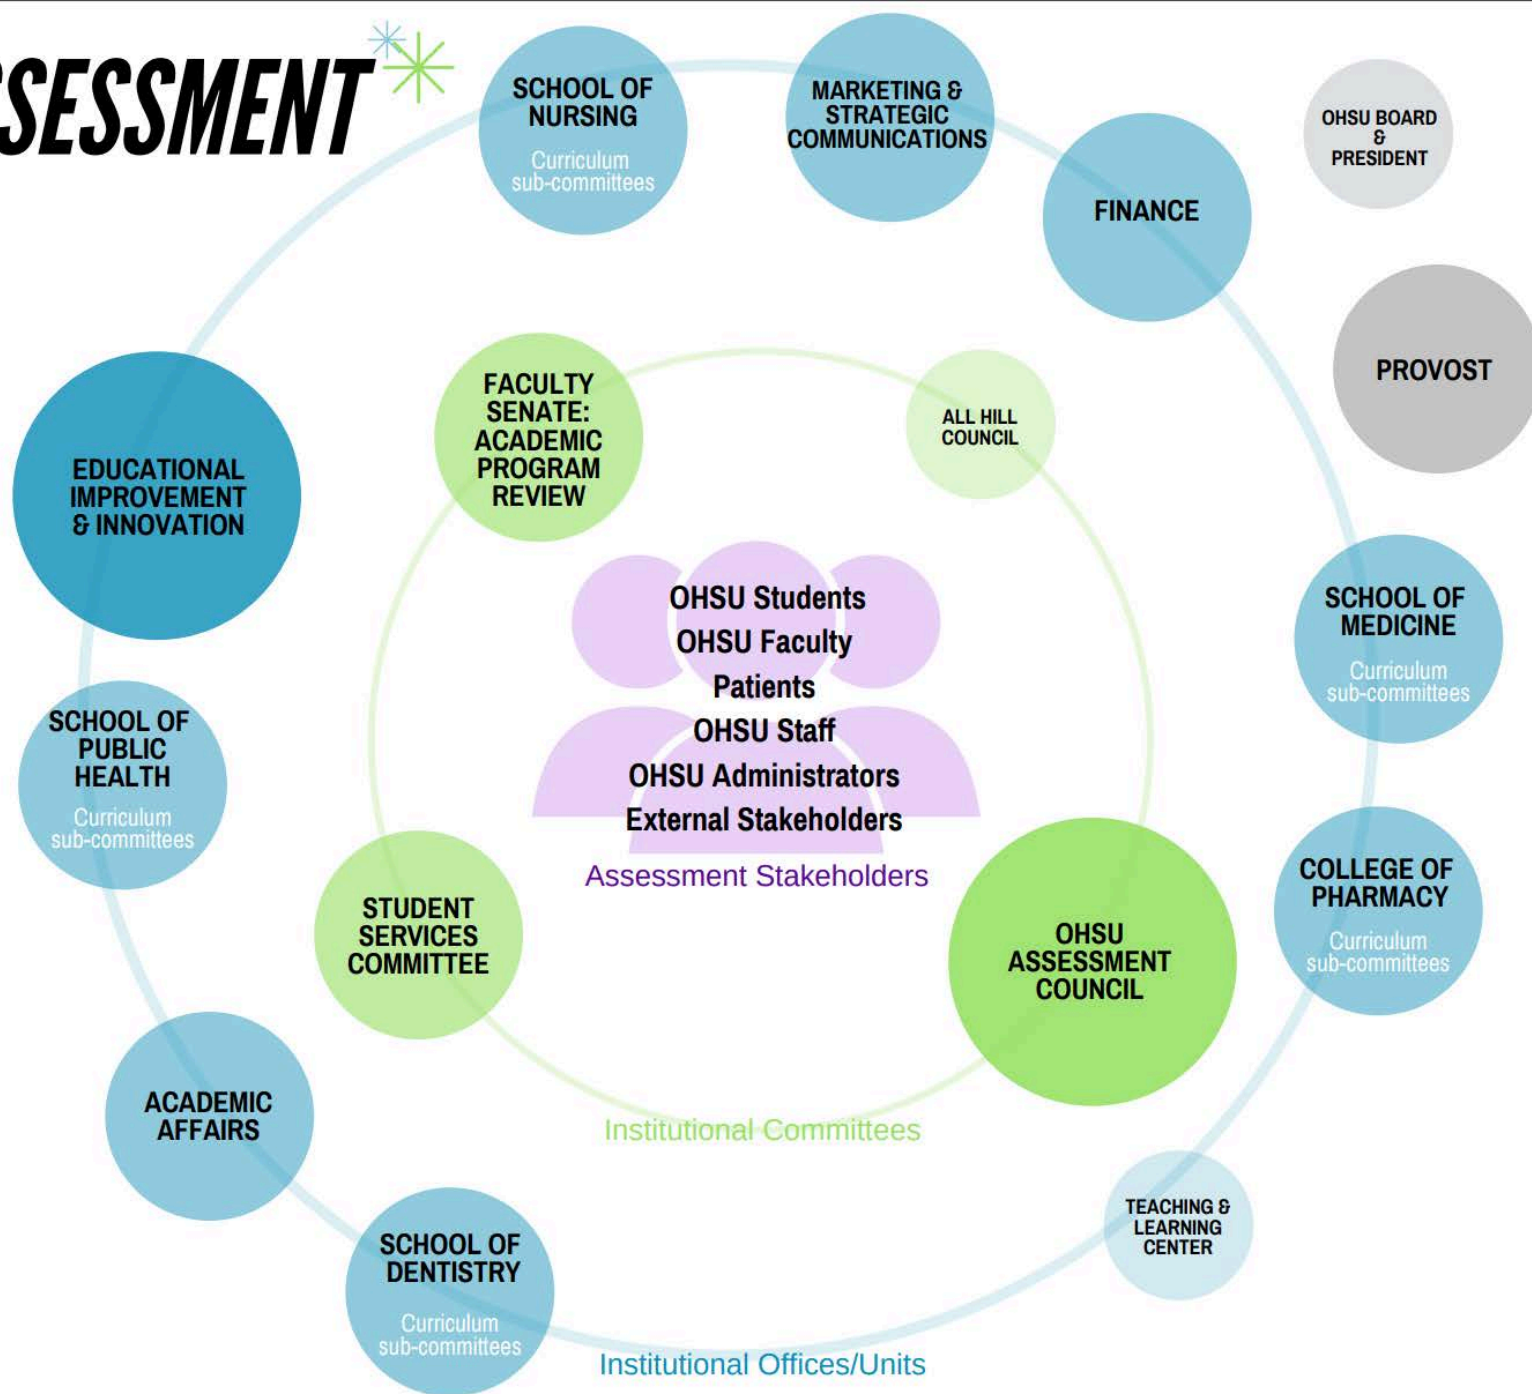 SSESSMENT
SCHOOL OF
NURSING
Curriculum
sub-committees
MARKETING &
STRATEGIC
COMMUNICATIONS
FINANCE
OHSU BOARD
&
PRESIDENT
PROVOST
FACULTY
SENATE:
ACADEMIC
PROGRAM
REVIEW
ALL HILL
COUNCIL
EDUCATIONAL
IMPROVEMENT
& INNOVATION
OHSU Students
OHSU Faculty
Patients
OHSU Staff
OHSU Administrators
External Stakeholders
Assessment Stakeholders
SCHOOL OF
MEDICINE
Curriculum
sub-committees
SCHOOL OF
PUBLIC
HEALTH
Curriculum
sub-committees
COLLEGE OF
PHARMACY
Curriculum
sub-committees
STUDENT
SERVICES
COMMITTEE
OHSU
ASSESSMENT
COUNCIL
ACADEMIC
AFFAIRS
Institutional Committees
TEACHING &
LEARNING
CENTER
SCHOOL OF
DENTISTRY
Curriculum
sub-committees
Institutional Offices/Units